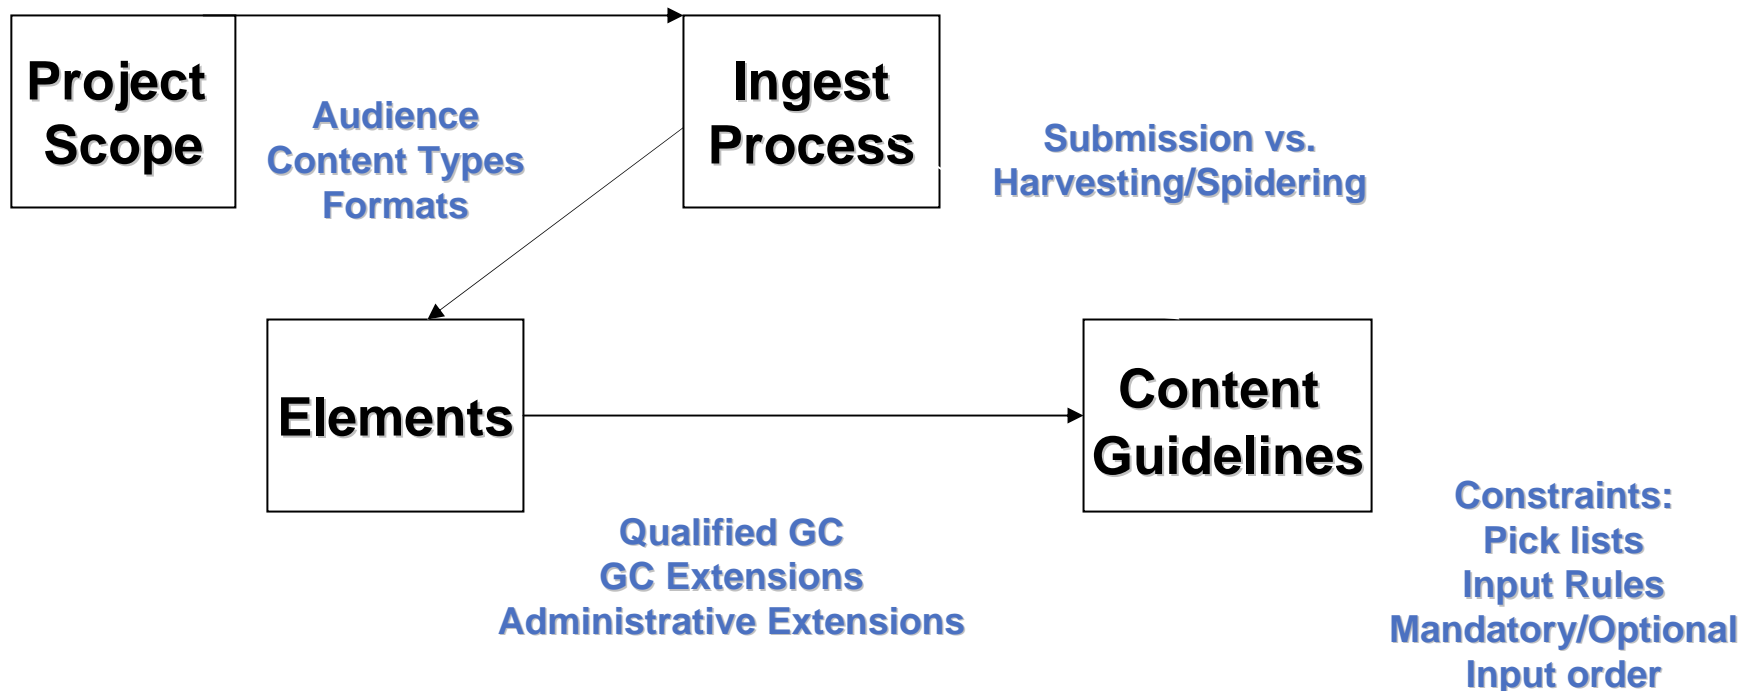 Project
Scope
Audience
Content Types
Formats
Ingest
Process
Submission vs.
Harvesting/Spidering
Elements
Qualified GC
GC Extensions
Administrative Extensions
Content
Guidelines
Constraints:
Pick lists
Input Rules
Mandatory/Optional
Input order